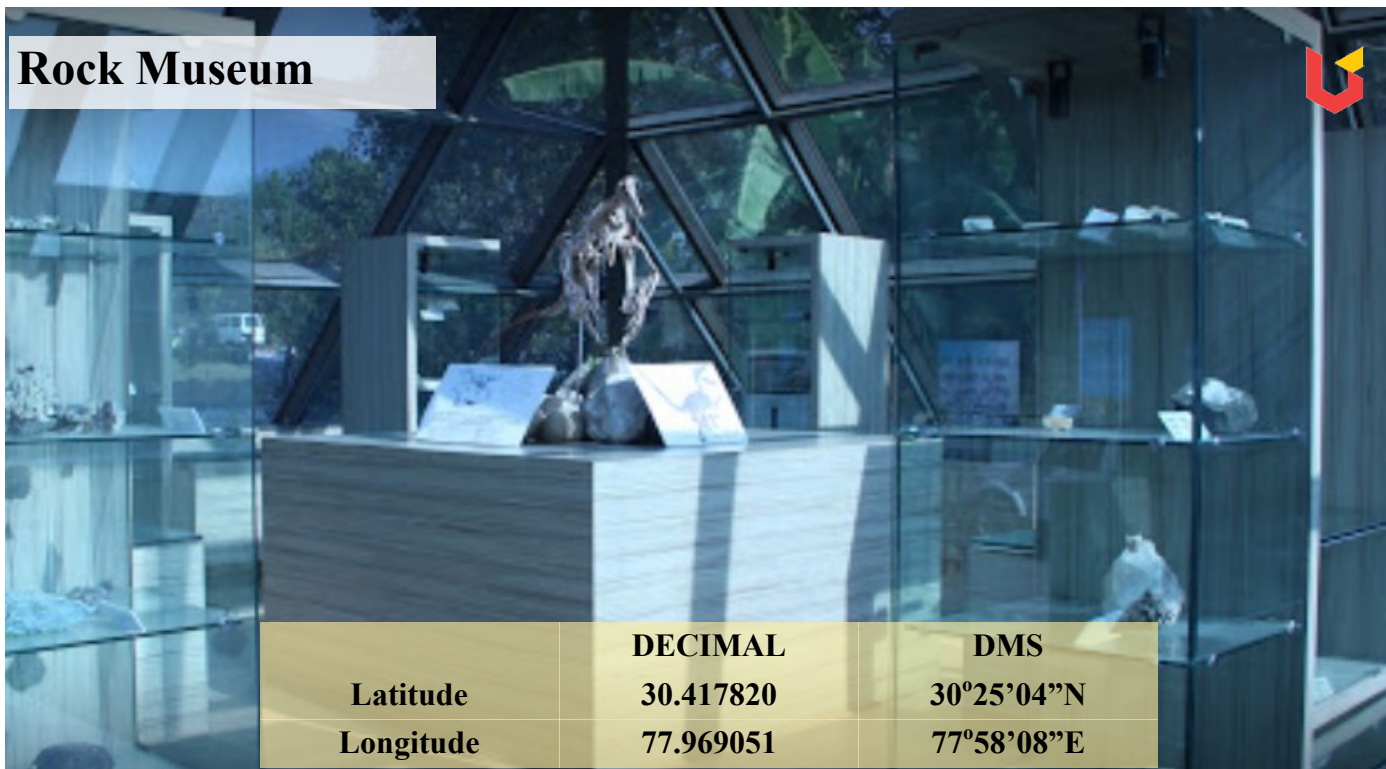 Rock Museum
DECIMAL DMS
Latitude 30.417820 30º25’04”N
Longitude 77.969051 77º58’08”E